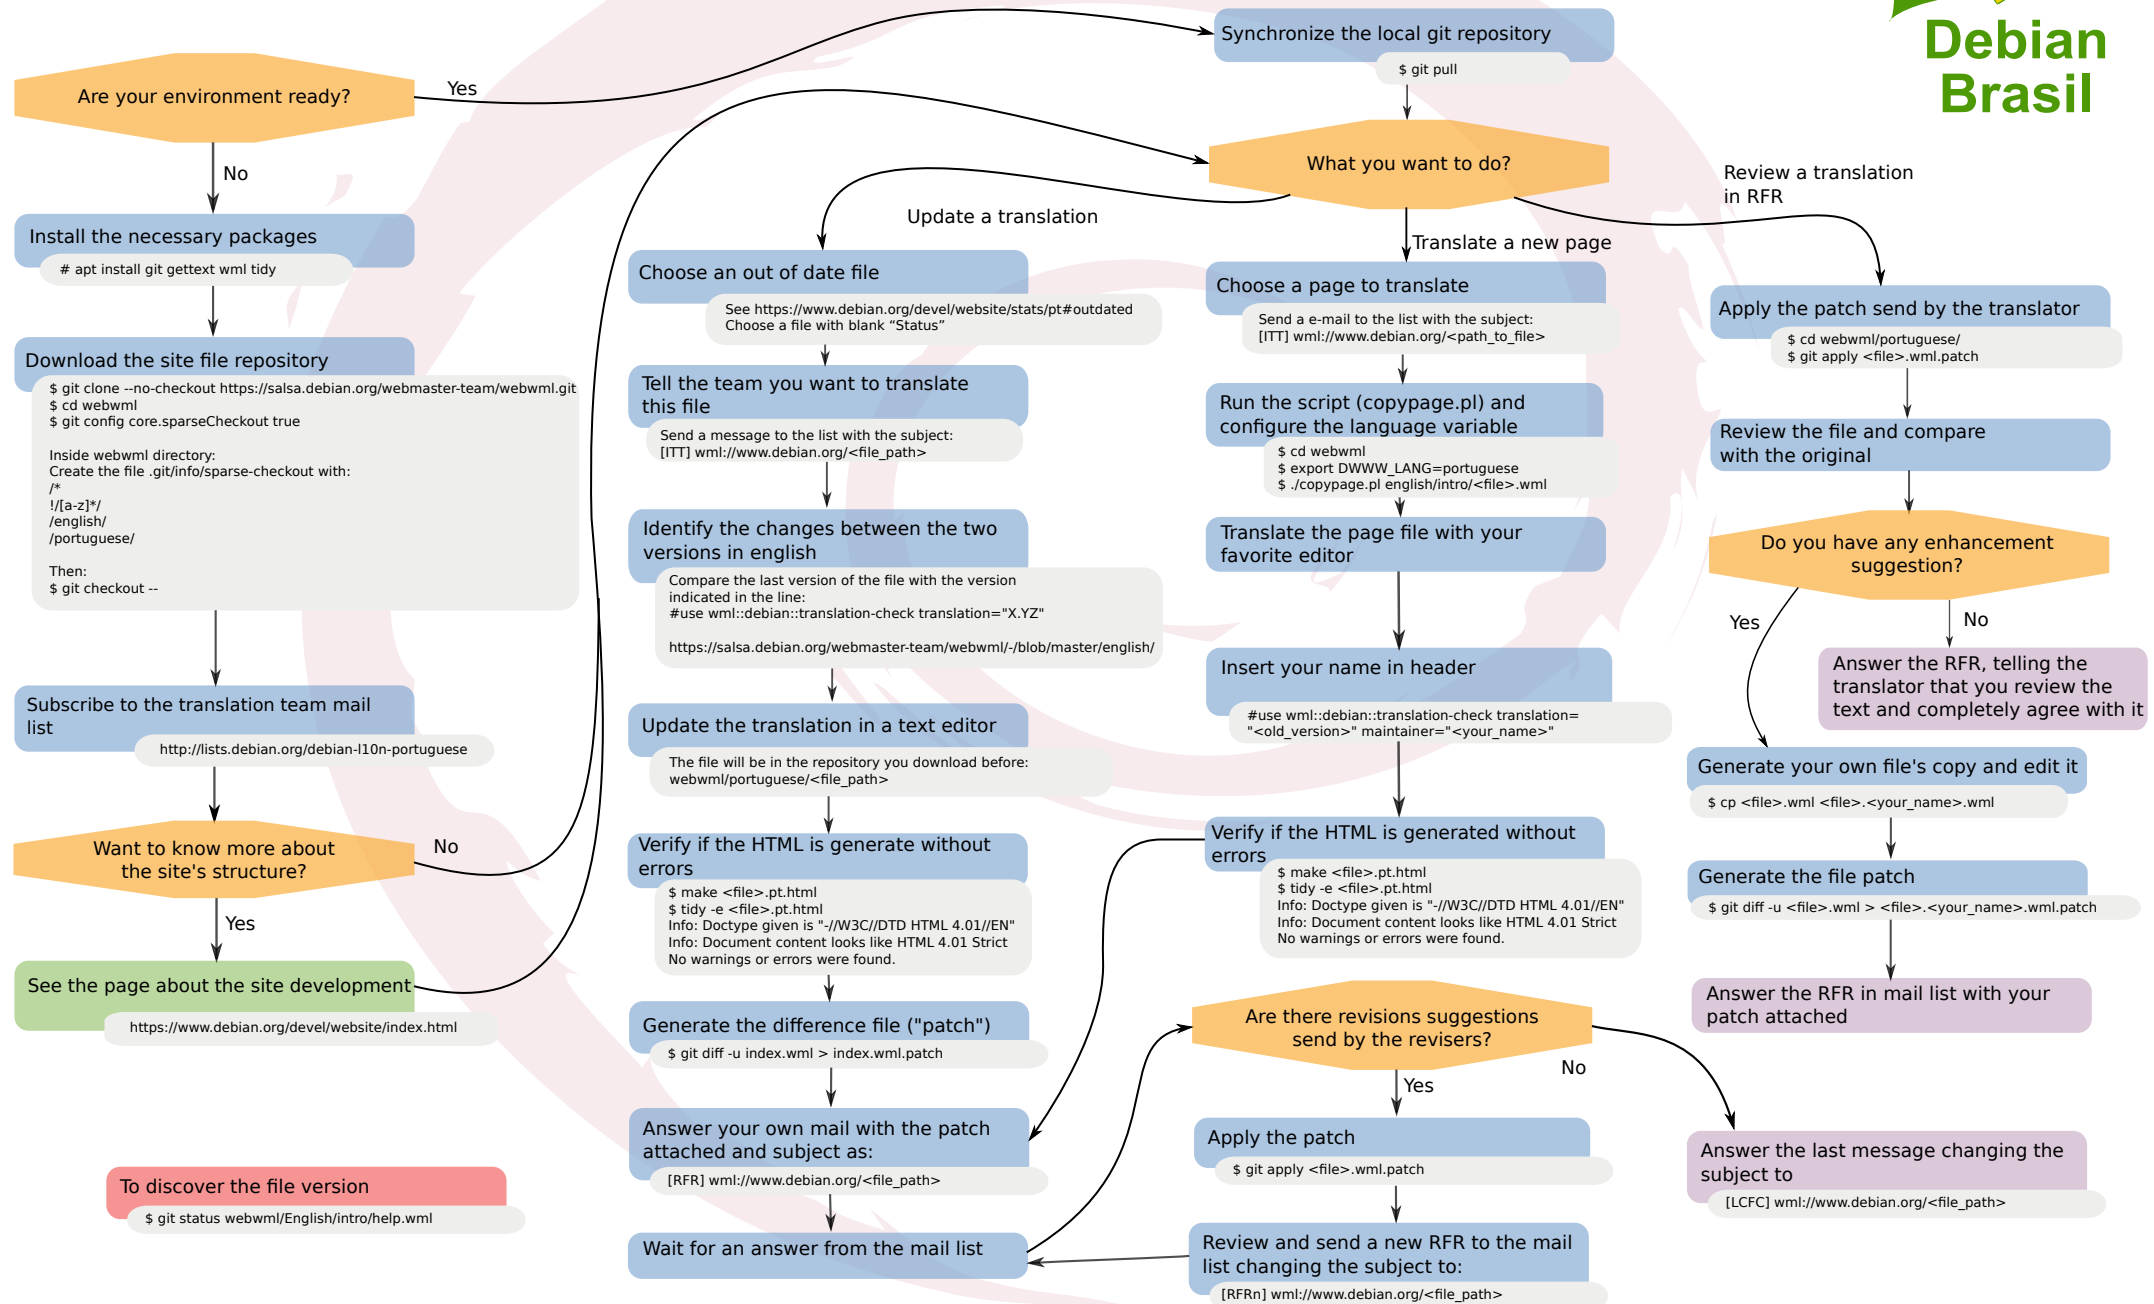 Debian
Brasil
Are your environment ready?
Yes
No
Install the necessary packages
# apt install git gettext wml tidy
Download the site file repository
$ git clone --no-checkout https://salsa.debian.org/webmaster-team/webwml.git
$ cd webwml
$ git config core.sparseCheckout true
Inside webwml directory:
Create the file .git/info/sparse-checkout with:
/*
!/[a-z]*/
/english/
/portuguese/
Then:
$ git checkout --
Subscribe to the translation team mail
list
http://lists.debian.org/debian-l10n-portuguese
Want to know more about
the site's structure?
No
Yes
See the page about the site development
https://www.debian.org/devel/website/index.html
To discover the file version
$ git status webwml/English/intro/help.wml
Synchronize the local git repository
$ git pull
What you want to do?
Update a translation
Translate a new page
Review a translation
in RFR
Choose an out of date file
See https://www.debian.org/devel/website/stats/pt#outdated
Choose a file with blank “Status”
Tell the team you want to translate
this file
Send a message to the list with the subject:
[ITT] wml://www.debian.org/<file_path>
Identify the changes between the two
versions in english
Compare the last version of the file with the version
indicated in the line:
#use wml::debian::translation-check translation="X.YZ"
https://salsa.debian.org/webmaster-team/webwml/-/blob/master/english/
Update the translation in a text editor
The file will be in the repository you download before:
webwml/portuguese/<file_path>
Verify if the HTML is generate without
errors
$ make <file>.pt.html
$ tidy -e <file>.pt.html
Info: Doctype given is "-//W3C//DTD HTML 4.01//EN"
Info: Document content looks like HTML 4.01 Strict
No warnings or errors were found.
Generate the difference file ("patch")
$ git diff -u index.wml > index.wml.patch
Answer your own mail with the patch
attached and subject as:
[RFR] wml://www.debian.org/<file_path>
Wait for an answer from the mail list
Choose a page to translate
Send a e-mail to the list with the subject:
[ITT] wml://www.debian.org/<path_to_file>
Run the script (copypage.pl) and
configure the language variable
$ cd webwml
$ export DWWW_LANG=portuguese
$ ./copypage.pl english/intro/<file>.wml
Translate the page file with your
favorite editor
Insert your name in header
#use wml::debian::translation-check translation=
"<old_version>" maintainer="<your_name>"
Verify if the HTML is generated without
errors
$ make <file>.pt.html
$ tidy -e <file>.pt.html
Info: Doctype given is "-//W3C//DTD HTML 4.01//EN"
Info: Document content looks like HTML 4.01 Strict
No warnings or errors were found.
Are there revisions suggestions
send by the revisers?
Yes
No
Apply the patch
$ git apply <file>.wml.patch
Review and send a new RFR to the mail
list changing the subject to:
[RFRn] wml://www.debian.org/<file_path>
Apply the patch send by the translator
$ cd webwml/portuguese/
$ git apply <file>.wml.patch
Review the file and compare
with the original
Do you have any enhancement
suggestion?
Yes
No
Answer the RFR, telling the
translator that you review the
text and completely agree with it
Generate your own file's copy and edit it
$ cp <file>.wml <file>.<your_name>.wml
Generate the file patch
$ git diff -u <file>.wml > <file>.<your_name>.wml.patch
Answer the RFR in mail list with your
patch attached
Answer the last message changing the
subject to
[LCFC] wml://www.debian.org/<file_path>